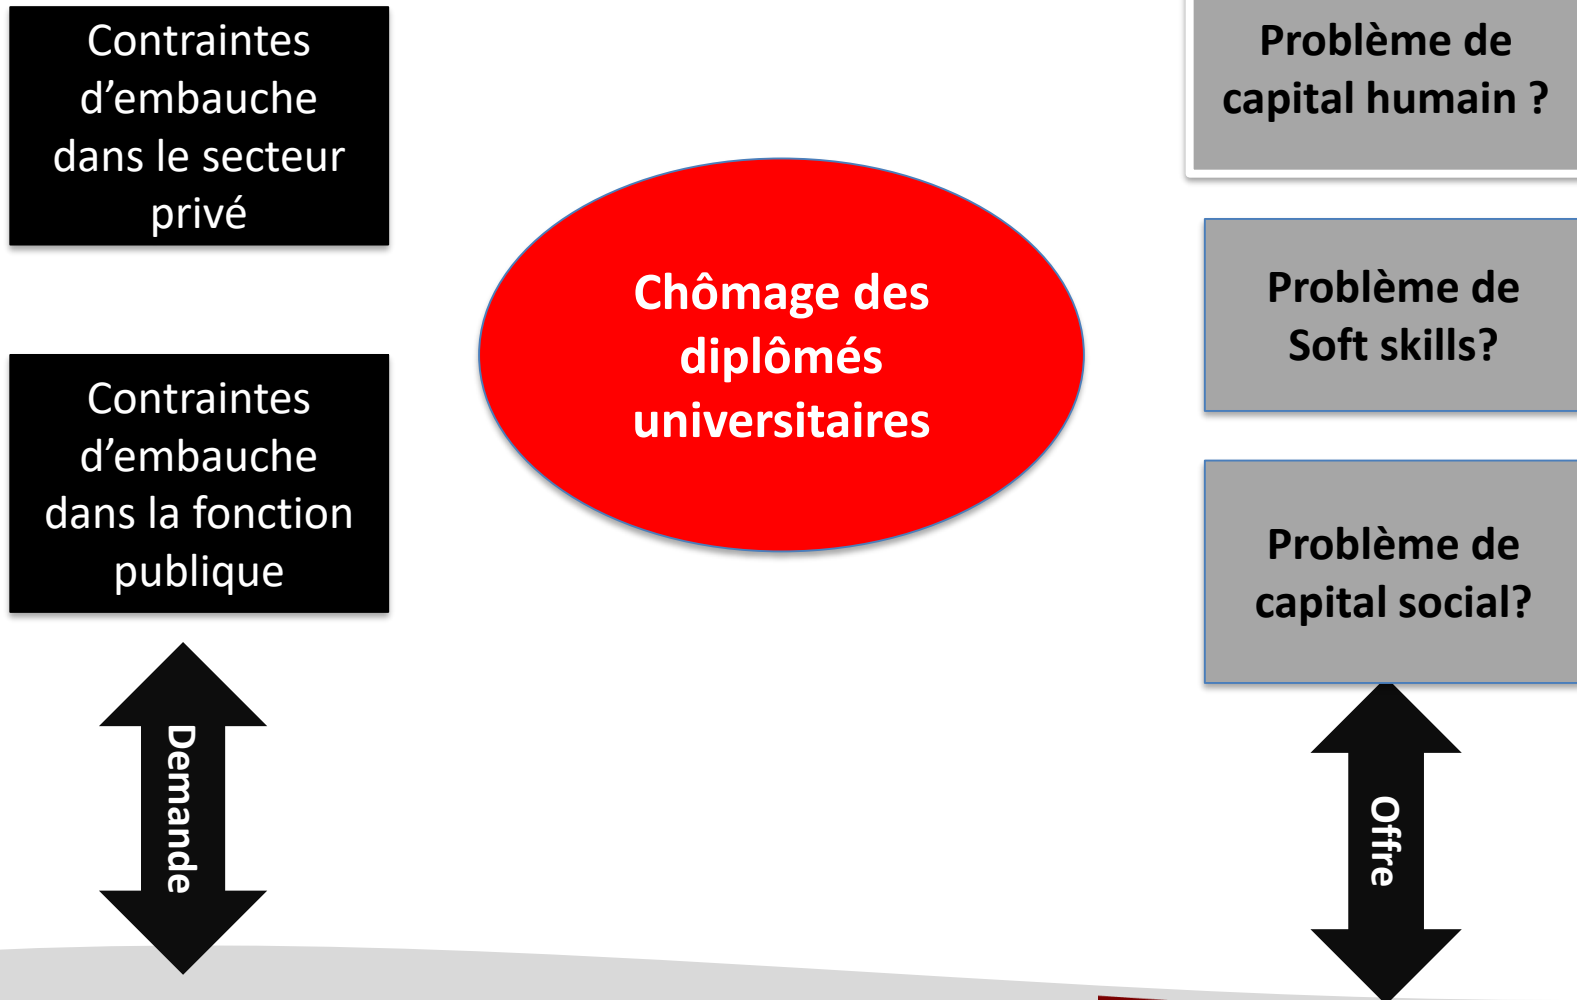 Contraintes
d’embauche
dans le secteur
privé
Contraintes
d’embauche
dans la fonction
publique
Demande
Chômage des
diplômés
universitaires
Problème de
capital humain ?
Problème de
Soft skills?
Problème de
capital social?
Offre